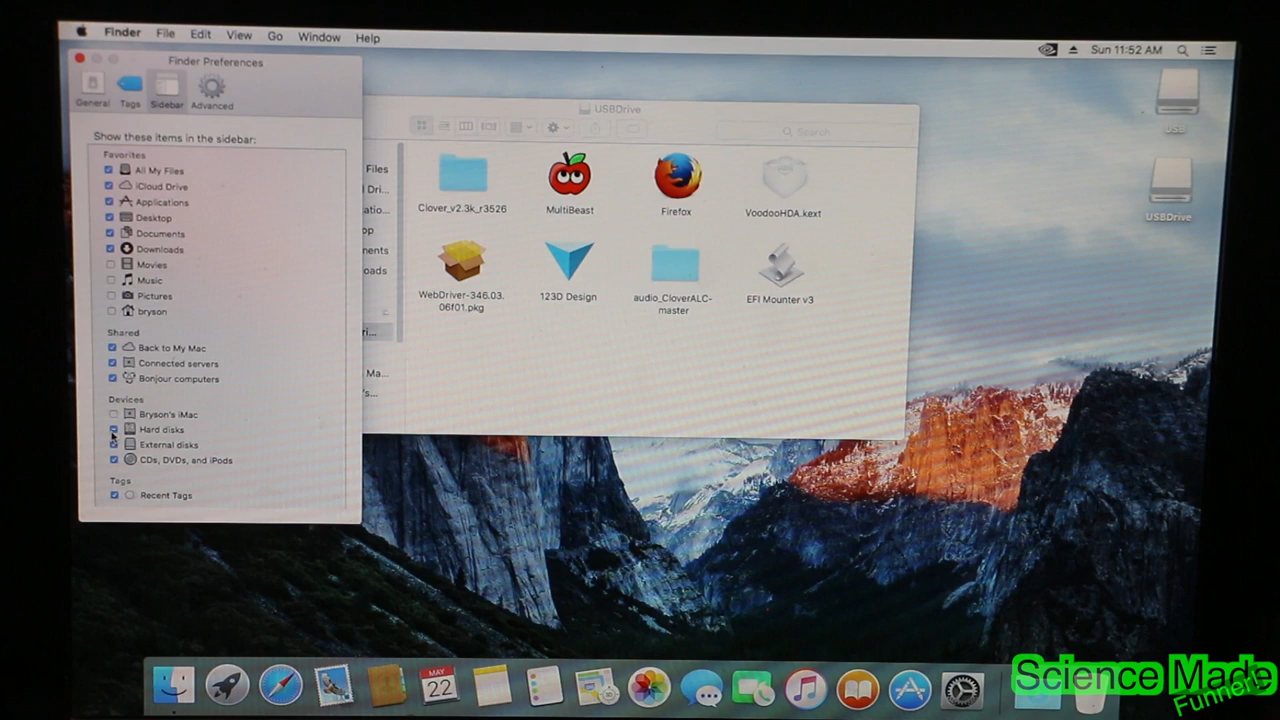 Finder File Edit View Go Window Help
Sun 11:52 AM
Finder Preferences
General Tags Sidebar Advanced
Show these items in the sidebar:
Favorites
All My Files
iCloud Drive
Applications
Desktop
Documents
Downloads
Movies
Music
Pictures
bryson
Shared
Back to My Mac
Connected servers
Bonjour computers
Devices
Bryson's iMac
Hard disks
External disks
CDs, DVDs, and iPods
Tags
Recent Tags
USBDrive
Search
Files
Dri...
atio...
op
ments
oads
ri...
Ma...
's...
Clover_v2.3k_r3526
MultiBeast
Firefox
VoodooHDA.kext
WebDriver-346.03.
06f01.pkg
123D Design
audio_CloverALC-
master
EFI Mounter v3
USB
USBDrive
MAY
22
Science Made
Funner